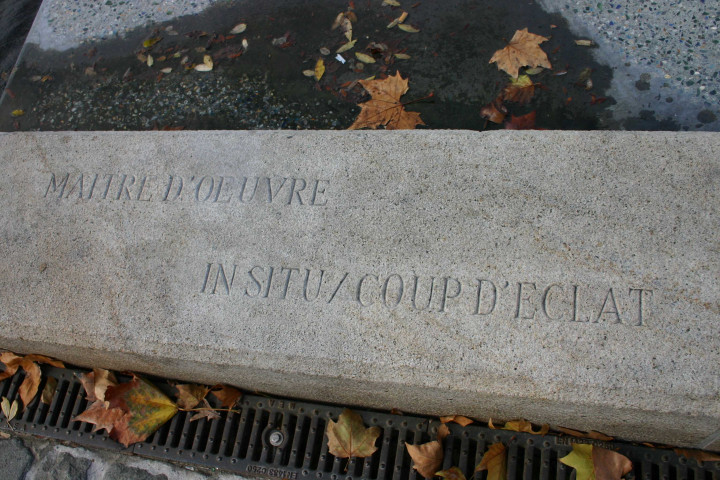 MAITRE D'OEUVRE
IN SITU/COUP D'ECLAT